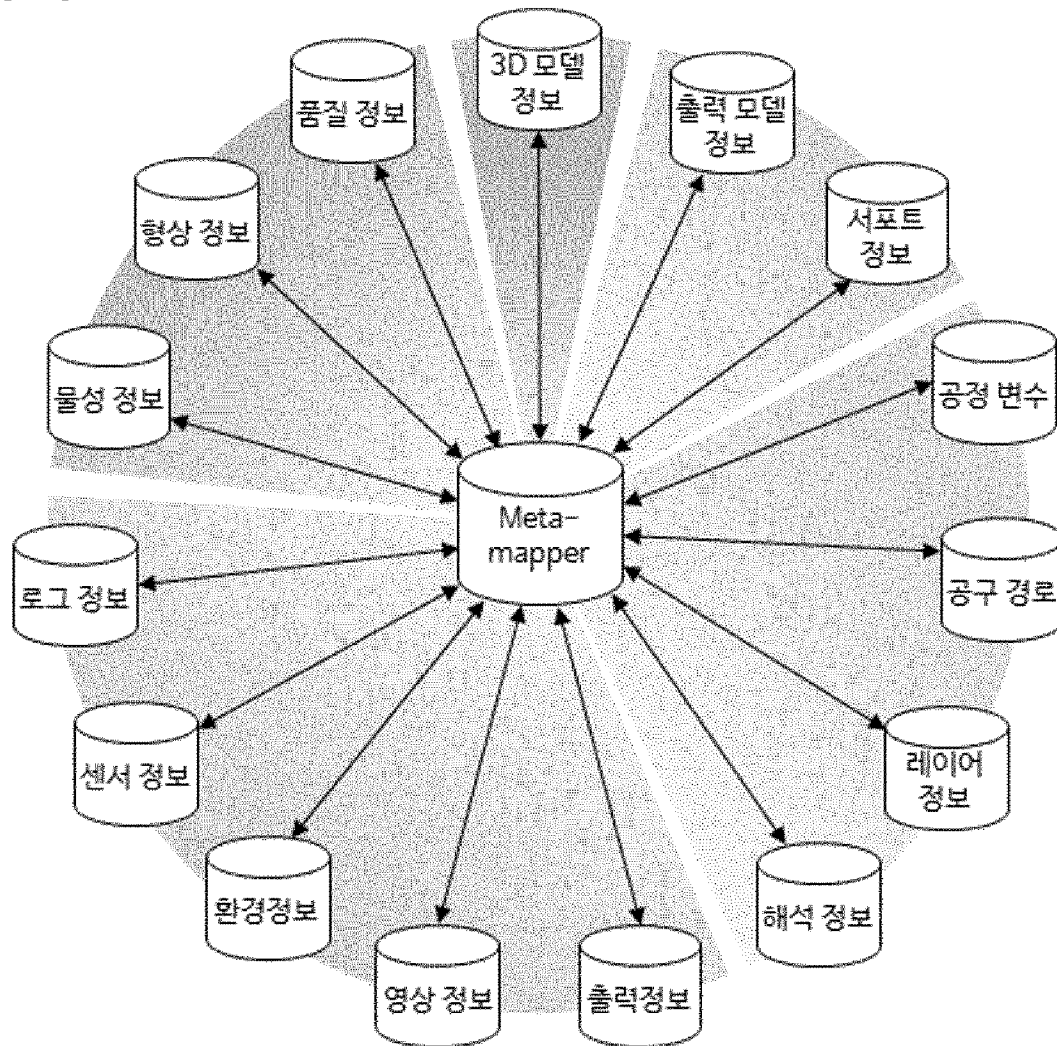 3D 모델
정보
출력 모델
정보
서포트
정보
공정 변수
공구 경로
레이어
정보
해석 정보
출력정보
영상 정보
환경정보
센서 정보
로그 정보
물성 정보
형상 정보
품질 정보
Meta-
mapper